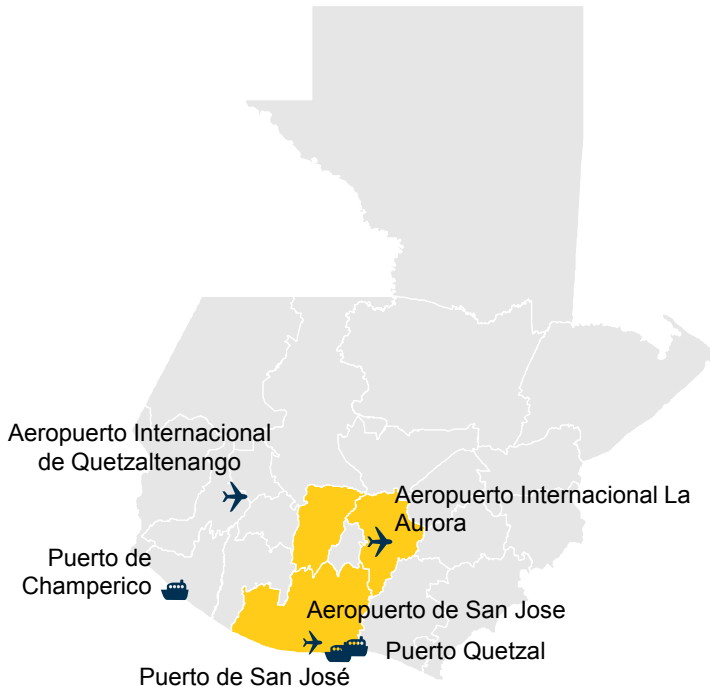 Aeropuerto Internacional
de Quetzaltenango
Aeropuerto Internacional La
Aurora
Puerto de
Champerico
Aeropuerto de San Jose
Puerto Quetzal
Puerto de San José